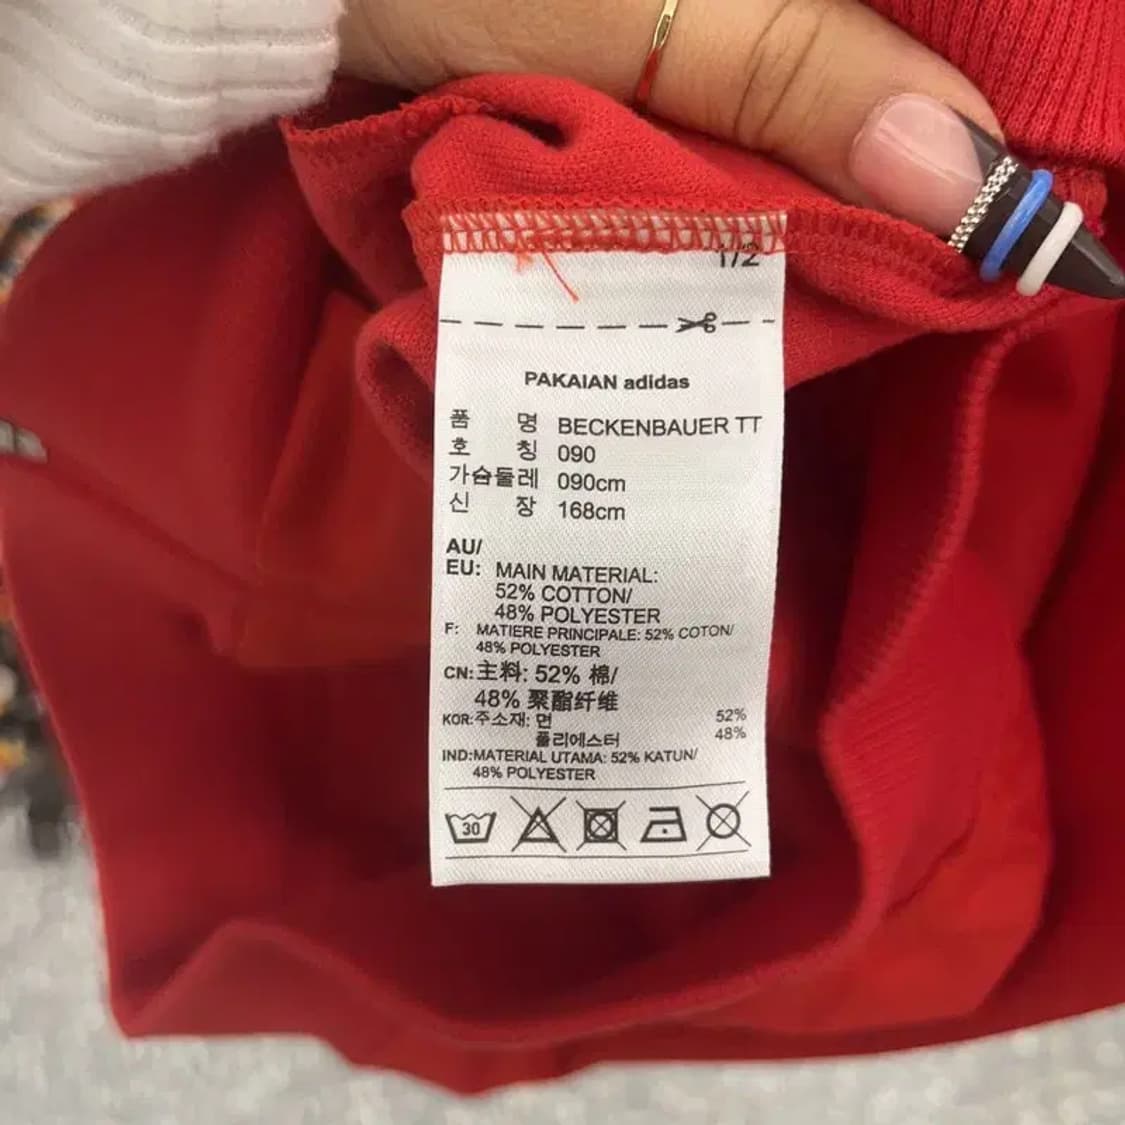 1/2
PAKAIAN adidas
품 명 BECKENBAUER TT
호 칭 090
가슴둘레 090cm
신 장 168cm
AU/
EU: MAIN MATERIAL:
52% COTTON/
48% POLYESTER
F: MATIERE PRINCIPALE: 52% COTON/
48% POLYESTER
CN:主料: 52% 棉/
48% 聚酯纤维
KOR:주소재: 면 52%
폴리에스터 48%
IND:MATERIAL UTAMA: 52% KATUN/
48% POLYESTER
30